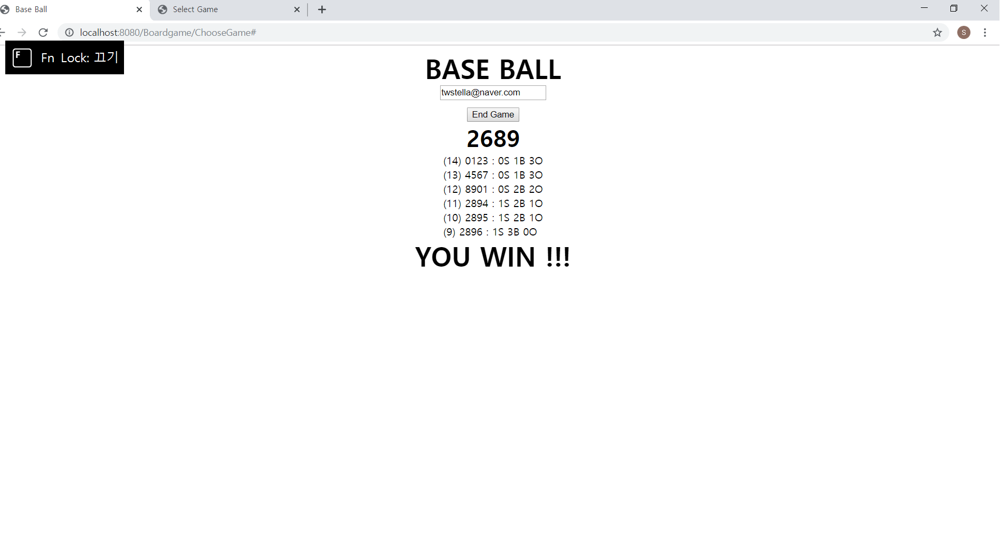 Base Ball
Select Game
localhost:8080/Boardgame/ChooseGame#
S
F
Fn Lock: 끄기
BASE BALL
twstella@naver.com
End Game
2689
(14) 0123 : 0S 1B 3O
(13) 4567 : 0S 1B 3O
(12) 8901 : 0S 2B 2O
(11) 2894 : 1S 2B 1O
(10) 2895 : 1S 2B 1O
(9) 2896 : 1S 3B 0O
YOU WIN !!!